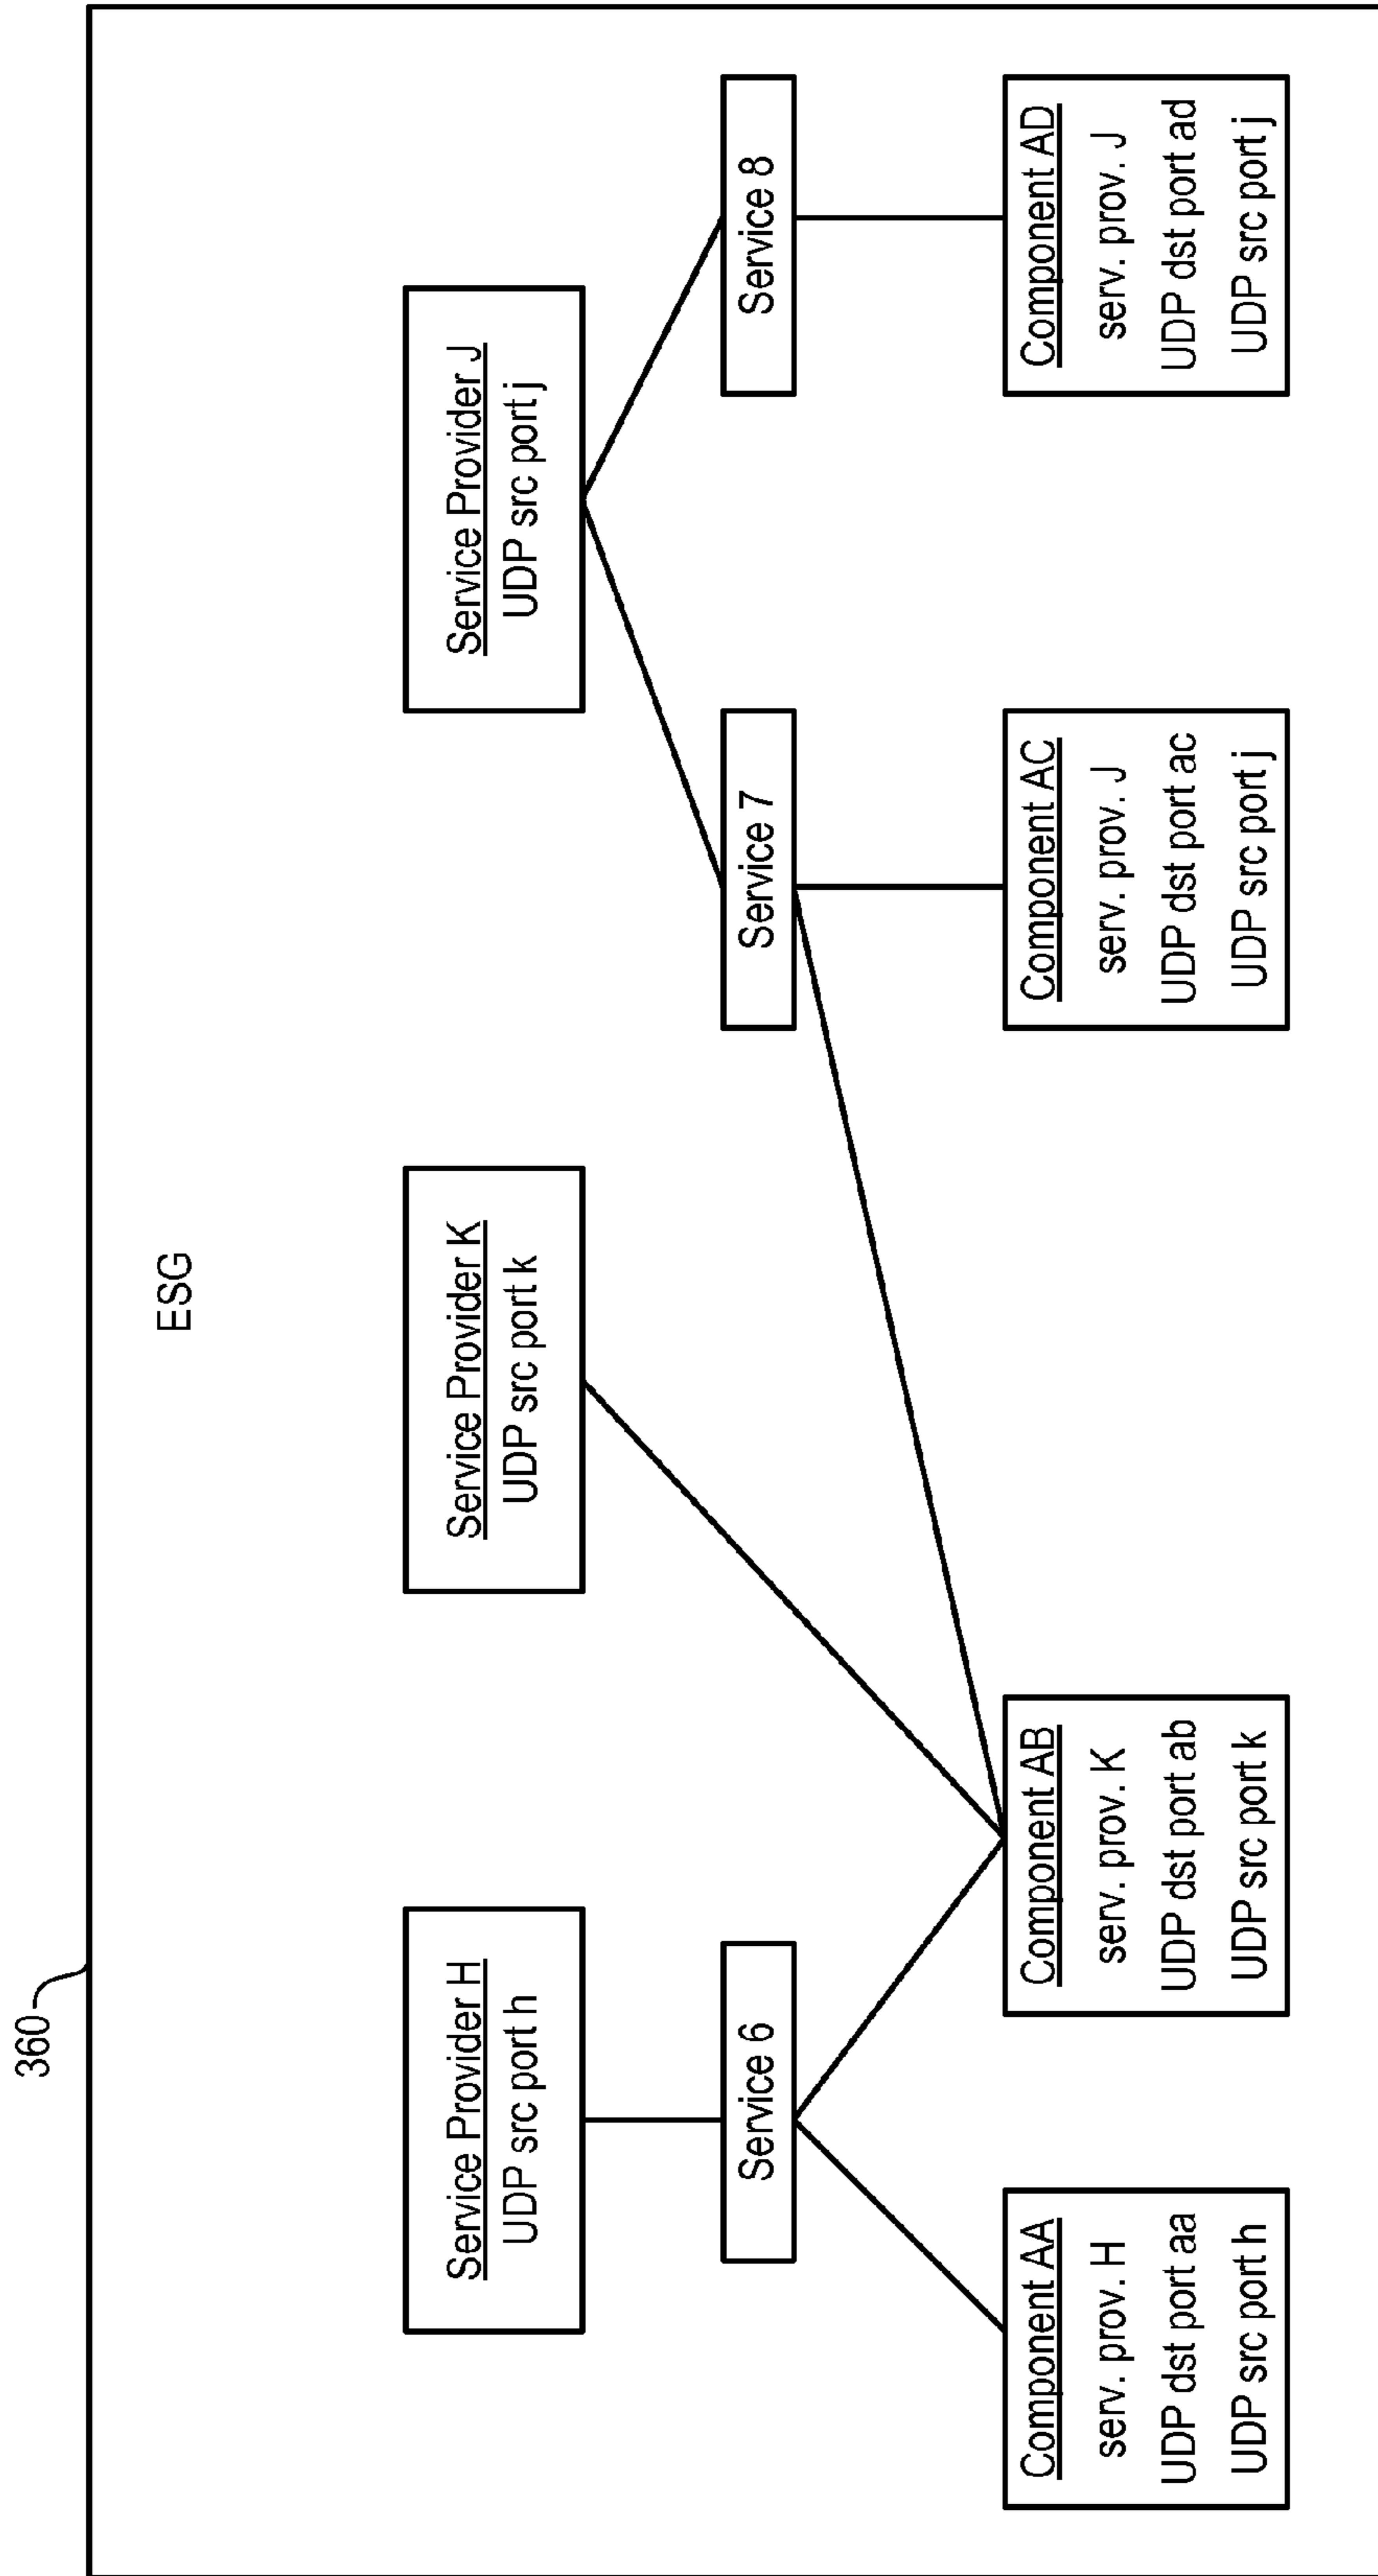 360
ESG
Service Provider H
UDP src port h
Service Provider K
UDP src port k
Service Provider J
UDP src port j
Service 6
Service 7
Service 8
Component AA
serv. prov. H
UDP dst port aa
UDP src port h
Component AB
serv. prov. K
UDP dst port ab
UDP src port k
Component AC
serv. prov. J
UDP dst port ac
UDP src port j
Component AD
serv. prov. J
UDP dst port ad
UDP src port j